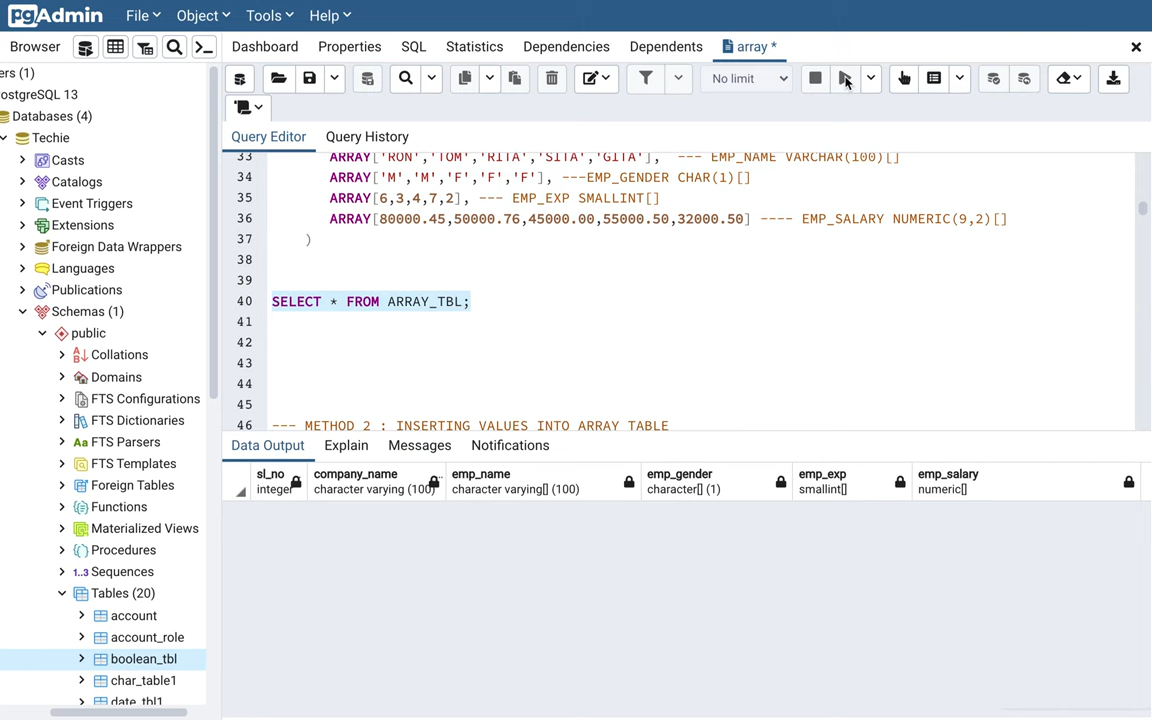 pgAdmin File Object Tools Help
Browser Dashboard Properties SQL Statistics Dependencies Dependents array *
No limit
Query Editor Query History
ers (1)
ostgreSQL 13
Databases (4)
Techie
Casts
Catalogs
Event Triggers
Extensions
Foreign Data Wrappers
Languages
Publications
Schemas (1)
public
Collations
Domains
FTS Configurations
FTS Dictionaries
FTS Parsers
FTS Templates
Foreign Tables
Functions
Materialized Views
Procedures
Sequences
Tables (20)
account
account_role
boolean_tbl
char_table1
date_tbl1
33 ARRAY['RON','TOM','RITA','SITA','GITA'], --- EMP_NAME VARCHAR(100)[]
34 ARRAY['M','M','F','F','F'], ---EMP_GENDER CHAR(1)[]
35 ARRAY[6,3,4,7,2], --- EMP_EXP SMALLINT[]
36 ARRAY[80000.45,50000.76,45000.00,55000.50,32000.50] ---- EMP_SALARY NUMERIC(9,2)[]
37 )
38
39
40 SELECT * FROM ARRAY_TBL;
41
42
43
44
45
46 --- METHOD 2 : INSERTING VALUES INTO ARRAY TABLE
Data Output Explain Messages Notifications
sl_no company_name emp_name emp_gender emp_exp emp_salary
integer character varying (100) character varying[] (100) character[] (1) smallint[] numeric[]